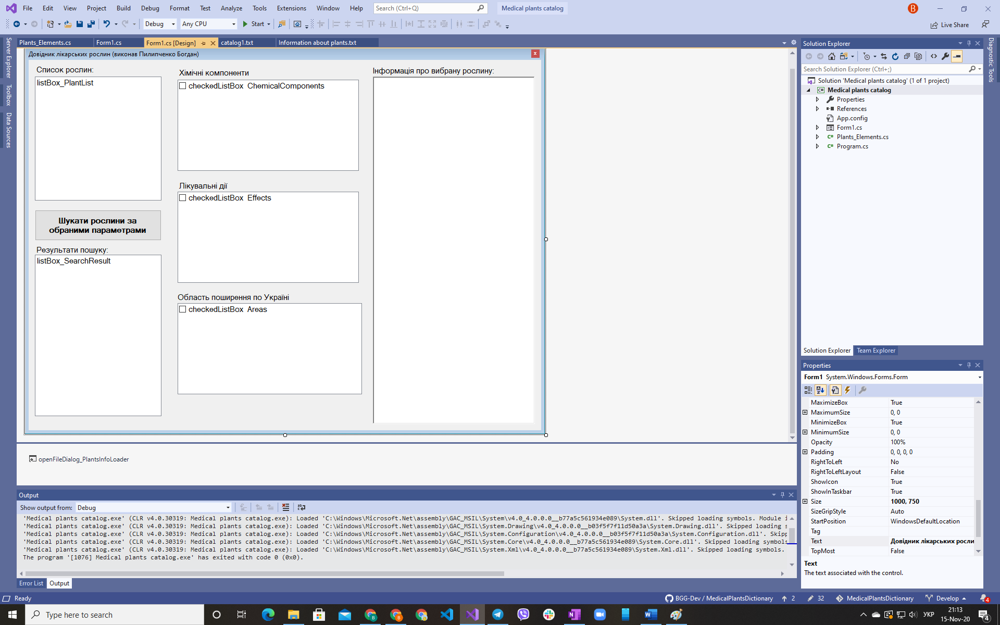 File Edit View Project Build Debug Format Test Analyze Tools Extensions Window Help Search (Ctrl+Q) Medical plants catalog B
Debug Any CPU Start Live Share
Server Explorer
Toolbox
Data Sources
Plants_Elements.cs Form1.cs Form1.cs [Design] catalog1.txt Information about plants.txt
Довідник лікарських рослин (виконав Пилипченко Богдан)
Список рослин:
listBox_PlantList
Шукати рослини за
обраними параметрами
Результати пошуку:
listBox_SearchResult
Хімічні компоненти
checkedListBox ChemicalComponents
Лікувальні дії
checkedListBox Effects
Область поширення по Україні
checkedListBox Areas
Інформація про вибрану рослину:
openFileDialog_PlantsInfoLoader
Output
Show output from: Debug
'Medical plants catalog.exe' (CLR v4.0.30319: Medical plants catalog.exe): Loaded 'C:\Windows\Microsoft.Net\assembly\GAC_MSIL\System\v4.0_4.0.0.0__b77a5c561934e089\System.dll'. Skipped loading symbols. Module i
'Medical plants catalog.exe' (CLR v4.0.30319: Medical plants catalog.exe): Loaded 'C:\Windows\Microsoft.Net\assembly\GAC_MSIL\System.Drawing\v4.0_4.0.0.0__b03f5f7f11d50a3a\System.Drawing.dll'. Skipped loading s
'Medical plants catalog.exe' (CLR v4.0.30319: Medical plants catalog.exe): Loaded 'C:\Windows\Microsoft.Net\assembly\GAC_MSIL\System.Configuration\v4.0_4.0.0.0__b03f5f7f11d50a3a\System.Configuration.dll'. Skipp
'Medical plants catalog.exe' (CLR v4.0.30319: Medical plants catalog.exe): Loaded 'C:\Windows\Microsoft.Net\assembly\GAC_MSIL\System.Core\v4.0_4.0.0.0__b77a5c561934e089\System.Core.dll'. Skipped loading symbols
'Medical plants catalog.exe' (CLR v4.0.30319: Medical plants catalog.exe): Loaded 'C:\Windows\Microsoft.Net\assembly\GAC_MSIL\System.Xml\v4.0_4.0.0.0__b77a5c561934e089\System.Xml.dll'. Skipped loading symbols.
The program '[1076] Medical plants catalog.exe' has exited with code 0 (0x0).
Error List Output
Solution Explorer
Search Solution Explorer (Ctrl+;)
Solution 'Medical plants catalog' (1 of 1 project)
Medical plants catalog
Properties
References
App.config
Form1.cs
Plants_Elements.cs
Program.cs
Solution Explorer Team Explorer
Diagnostic Tools
Properties
Form1 System.Windows.Forms.Form
MaximizeBox True
MaximumSize 0, 0
MinimizeBox True
MinimumSize 0, 0
Opacity 100%
Padding 0, 0, 0, 0
RightToLeft No
RightToLeftLayout False
ShowIcon True
ShowInTaskbar True
Size 1000, 750
SizeGripStyle Auto
StartPosition WindowsDefaultLocation
Tag
Text Довідник лікарських росли
TopMost False
Text
The text associated with the control.
Ready BGG-Dev / MedicalPlantsDictionary 2 32 MedicalPlantsDictionary Develop 4
Type here to search УКР 21:13
15-Nov-20 4